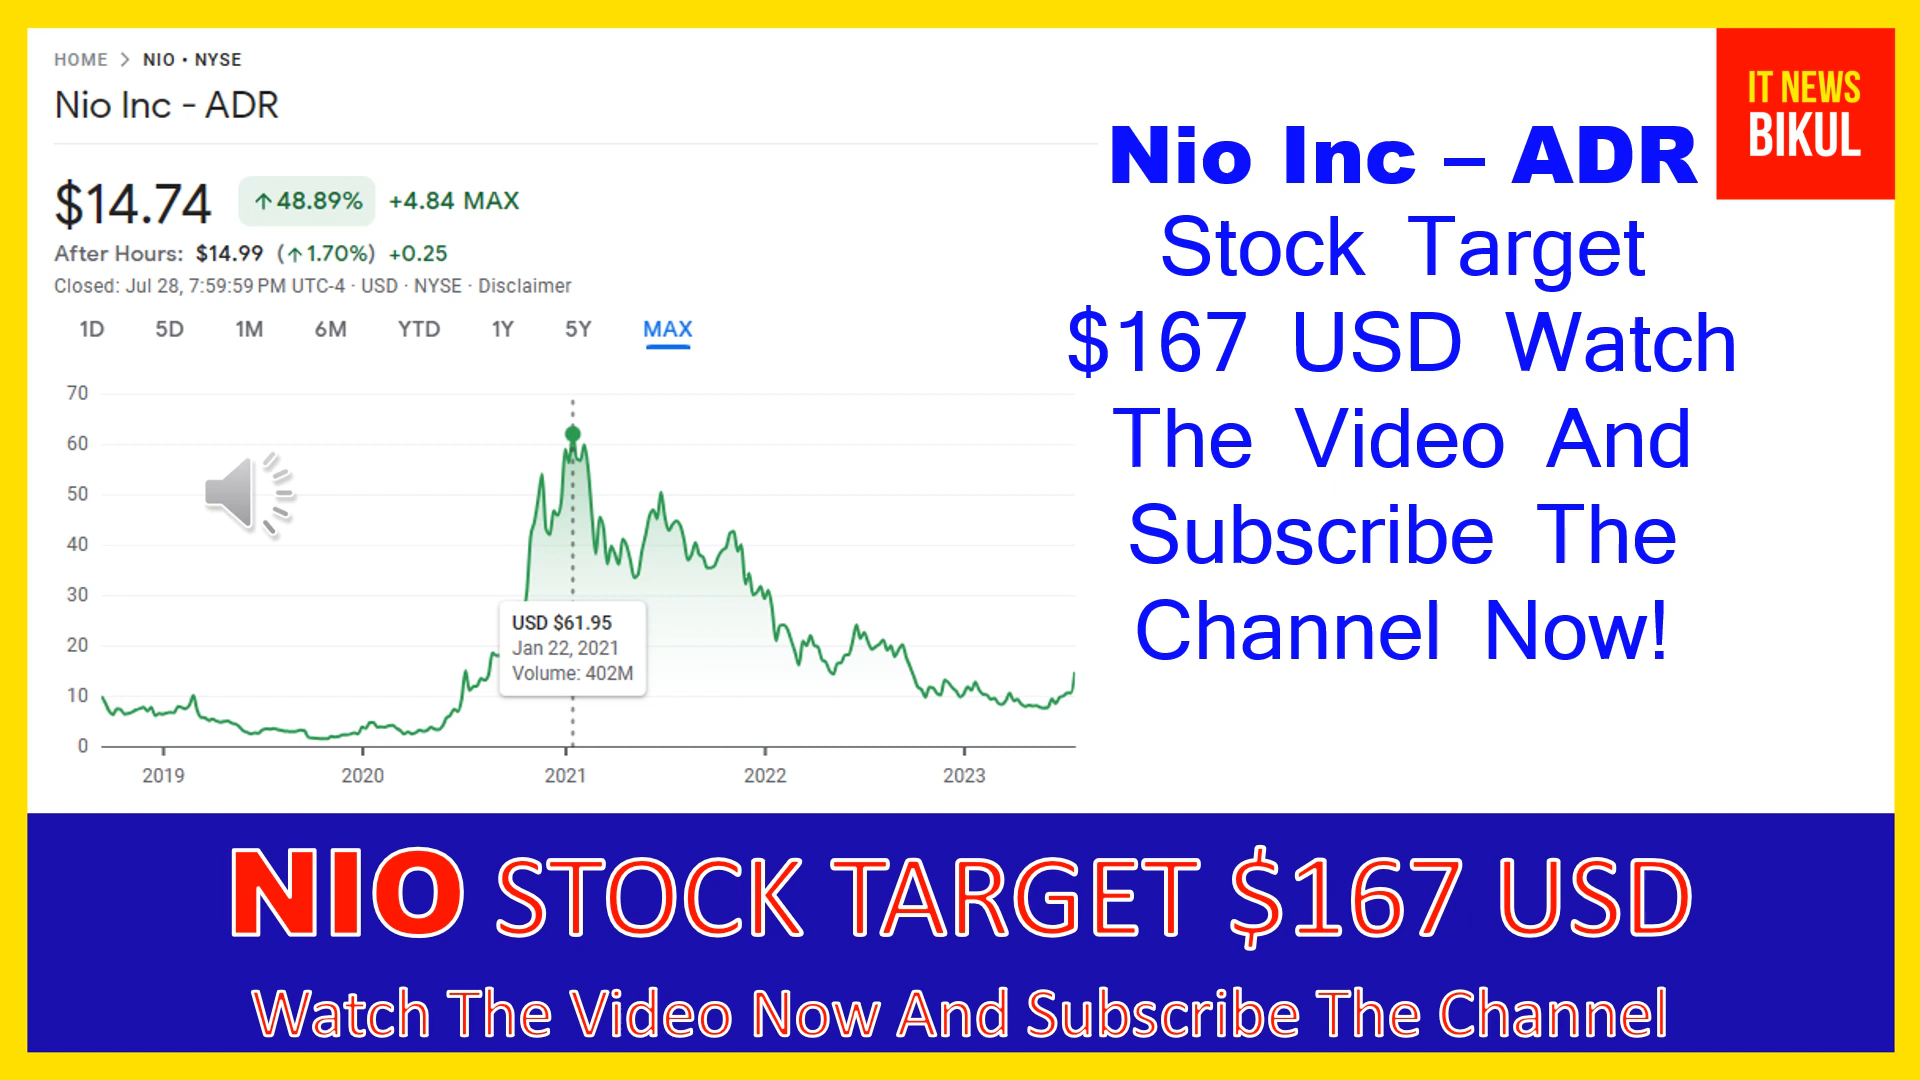 HOME > NIO • NYSE
Nio Inc - ADR
$14.74 ↑48.89% +4.84 MAX
After Hours: $14.99 (↑1.70%) +0.25
Closed: Jul 28, 7:59:59 PM UTC-4 · USD · NYSE · Disclaimer
1D 5D 1M 6M YTD 1Y 5Y MAX
70
60
50
40
30
20
10
0
USD $61.95
Jan 22, 2021
Volume: 402M
2019 2020 2021 2022 2023
Nio Inc – ADR
Stock Target
$167 USD Watch
The Video And
Subscribe The
Channel Now!
IT NEWS
BIKUL
NIO STOCK TARGET $167 USD
Watch The Video Now And Subscribe The Channel